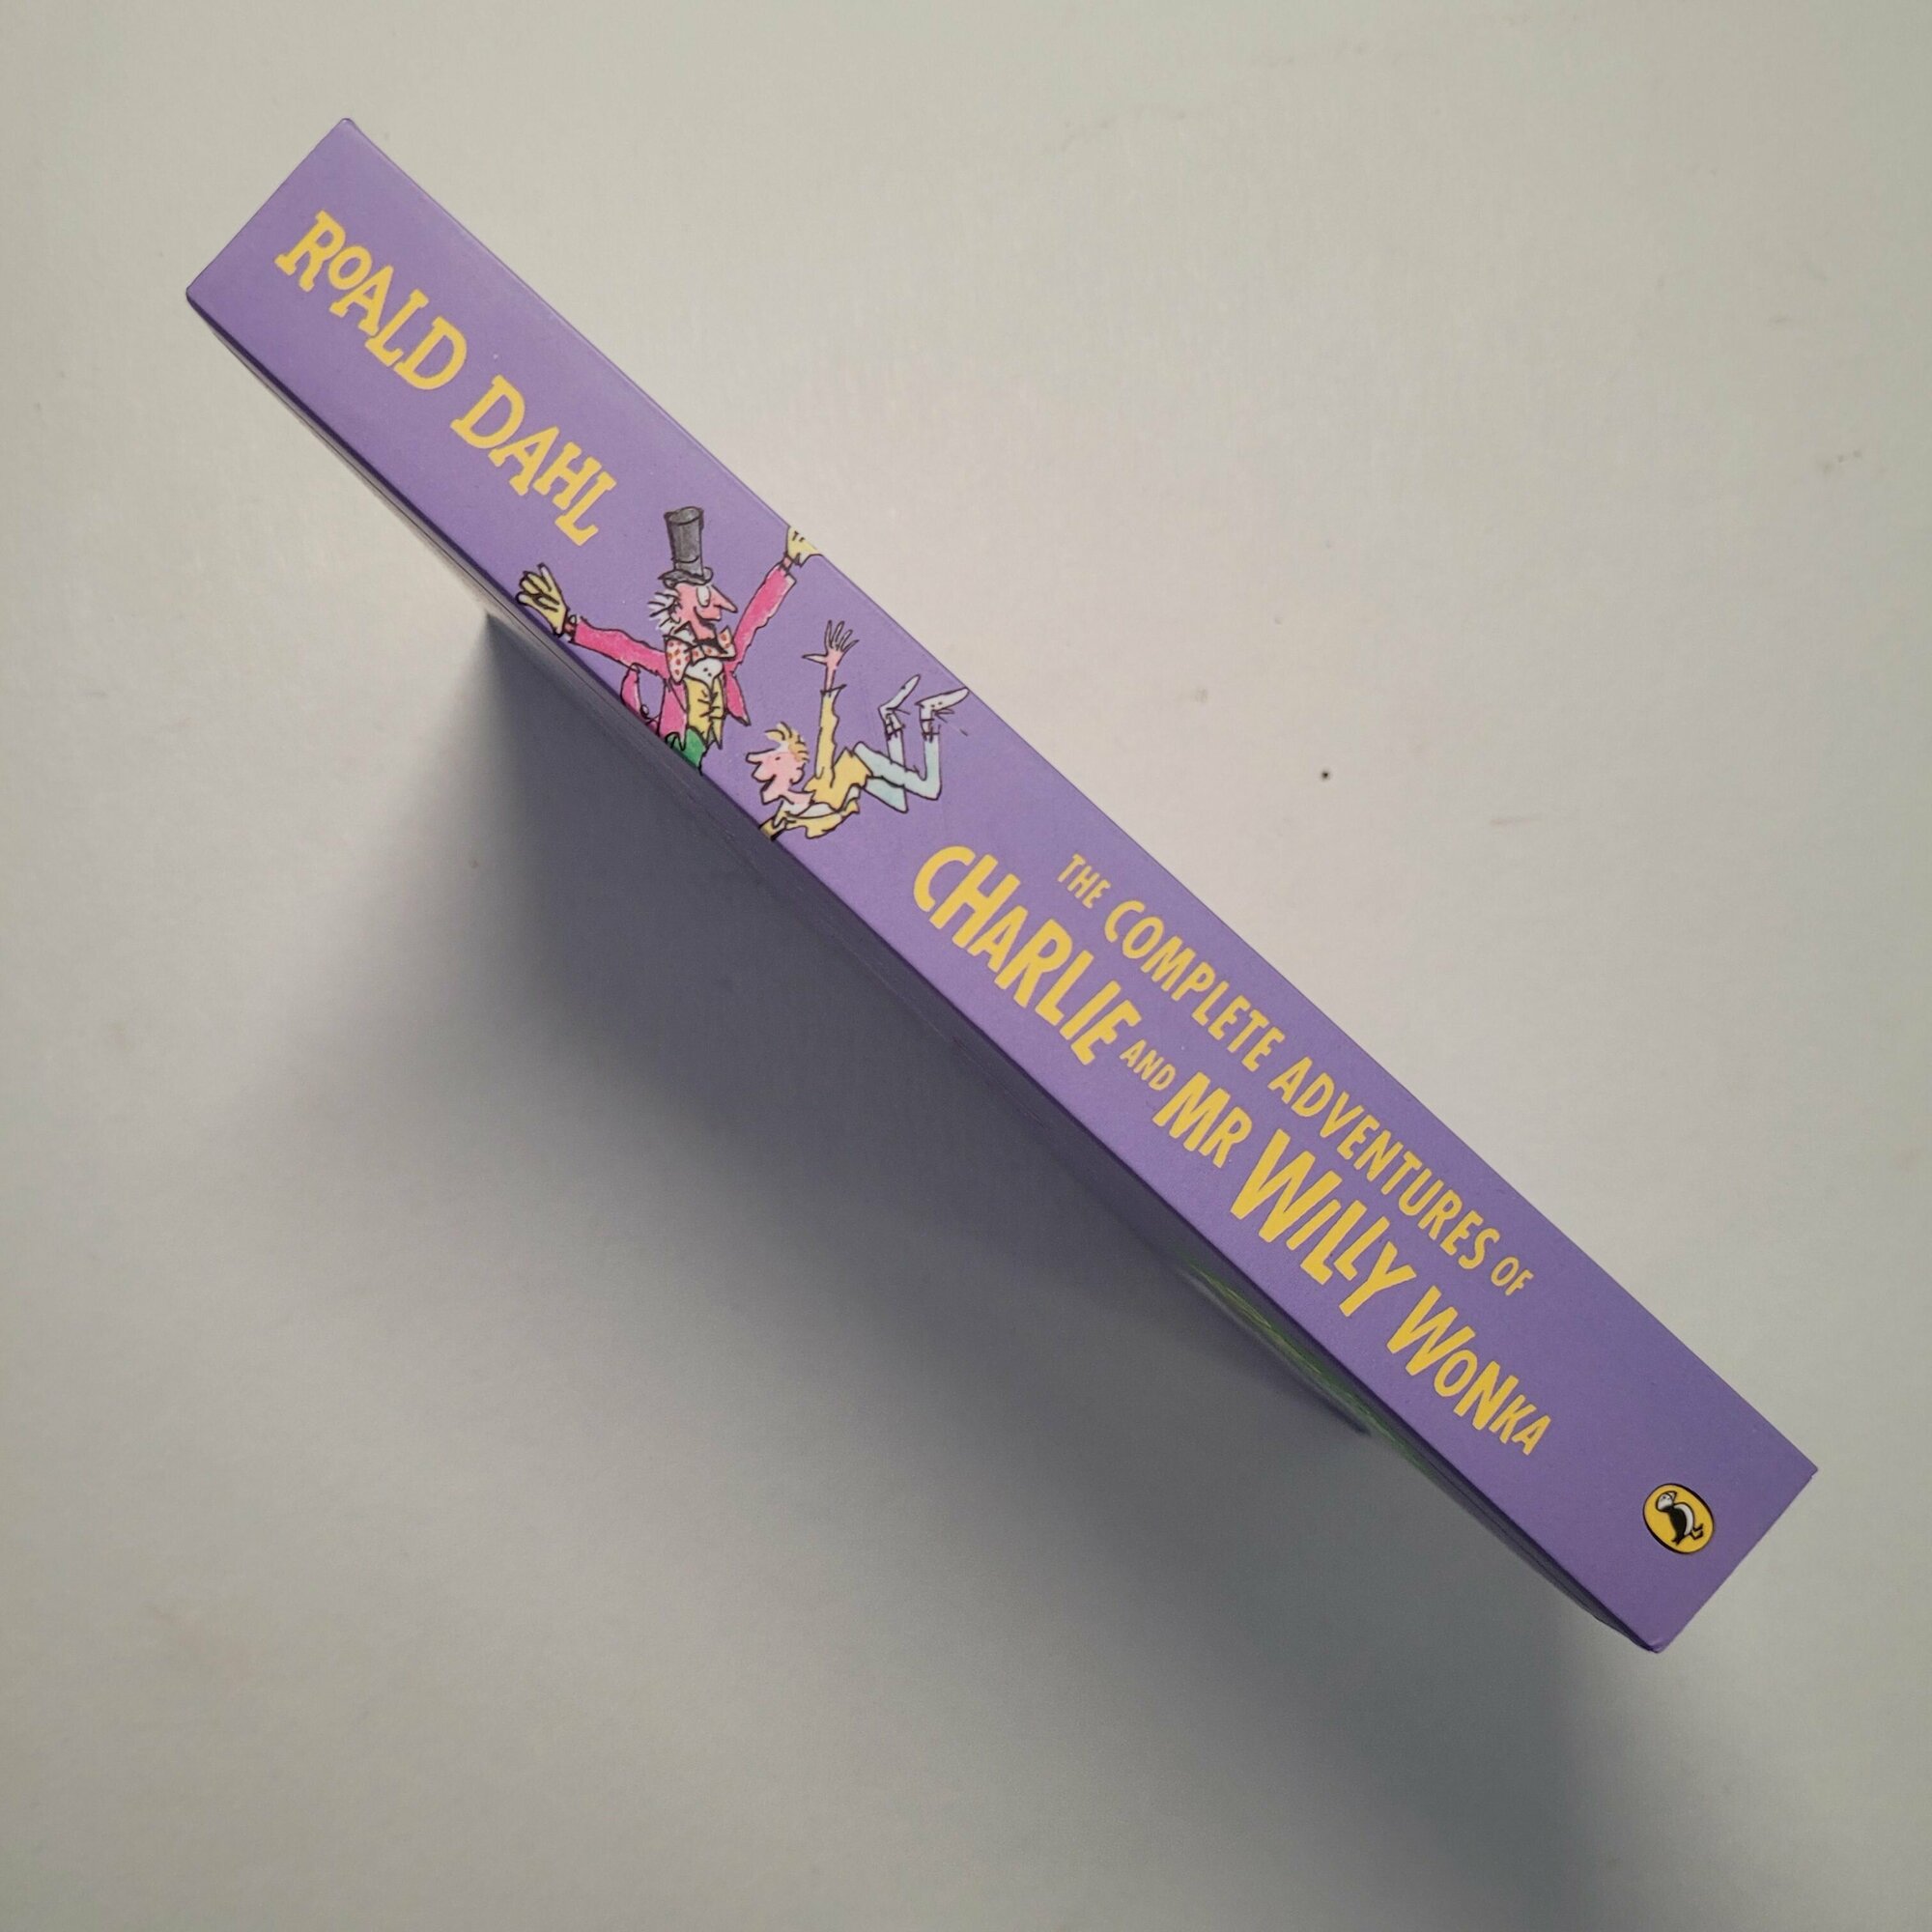 ROALD DAHL
THE COMPLETE ADVENTURES OF
CHARLIE AND MR WILLY WONKA